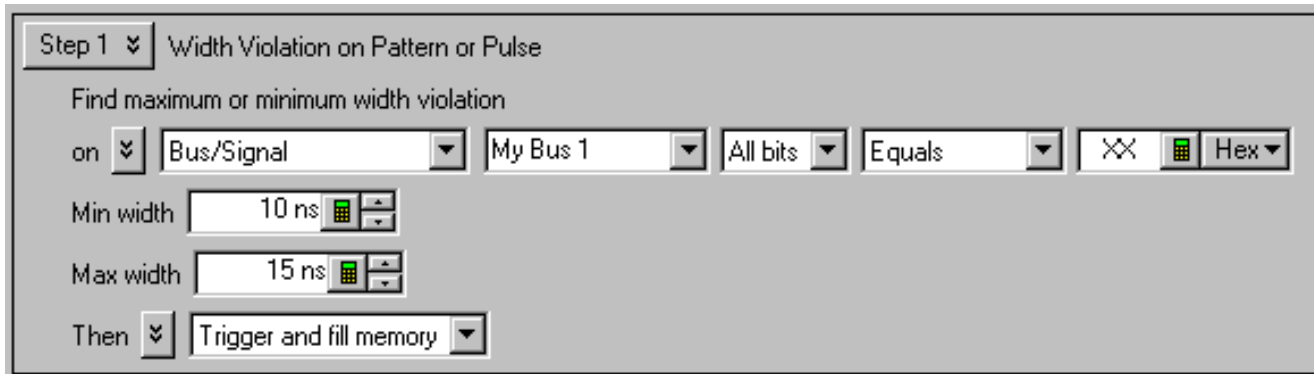 Step 1 Width Violation on Pattern or Pulse
Find maximum or minimum width violation
on Bus/Signal My Bus 1 All bits Equals XX Hex
Min width 10 ns
Max width 15 ns
Then Trigger and fill memory